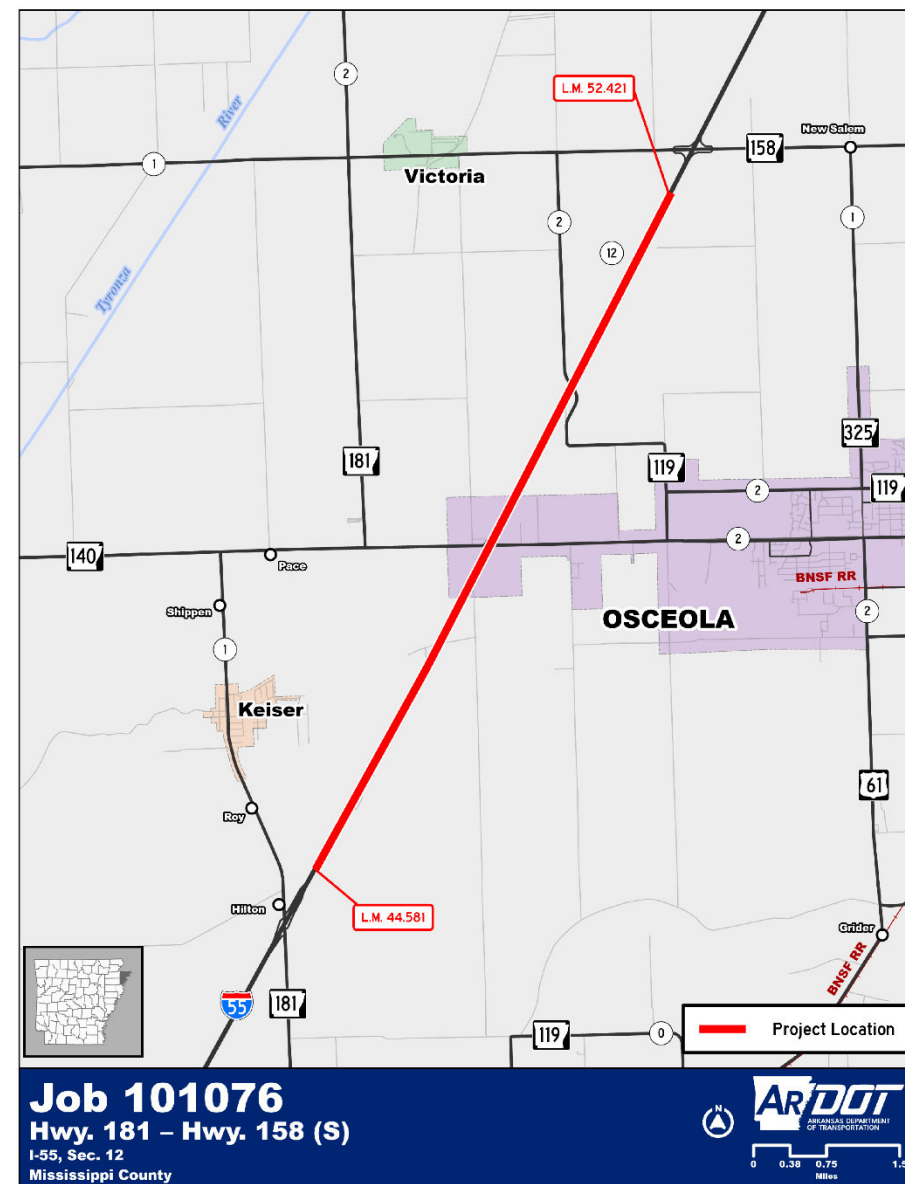 2
L.M. 52.421
River
New Salem
158
1
Victoria
2
1
12
Tyronza
325
181
119
2
119
140
2
Pace
BNSF RR
Shippen
OSCEOLA
2
1
Keiser
61
Roy
Hilton
L.M. 44.581
Grider
BNSF RR
55
181
119
0
Project Location
Job 101076
Hwy. 181 – Hwy. 158 (S)
I-55, Sec. 12
Mississippi County
N
ARDOT
ARKANSAS DEPARTMENT
OF TRANSPORTATION
0 0.38 0.75 1.5
Miles